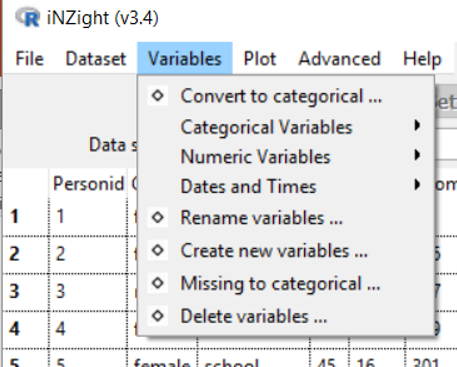 iNZight (v3.4)
File Dataset Variables Plot Advanced Help
Convert to categorical ...
Categorical Variables
Data s
Numeric Variables
Dates and Times
Personid
Rename variables ...
1 1
Create new variables ...
2 2
Missing to categorical ...
3 3
Delete variables ...
4 4
5 5 female school 45 16 301